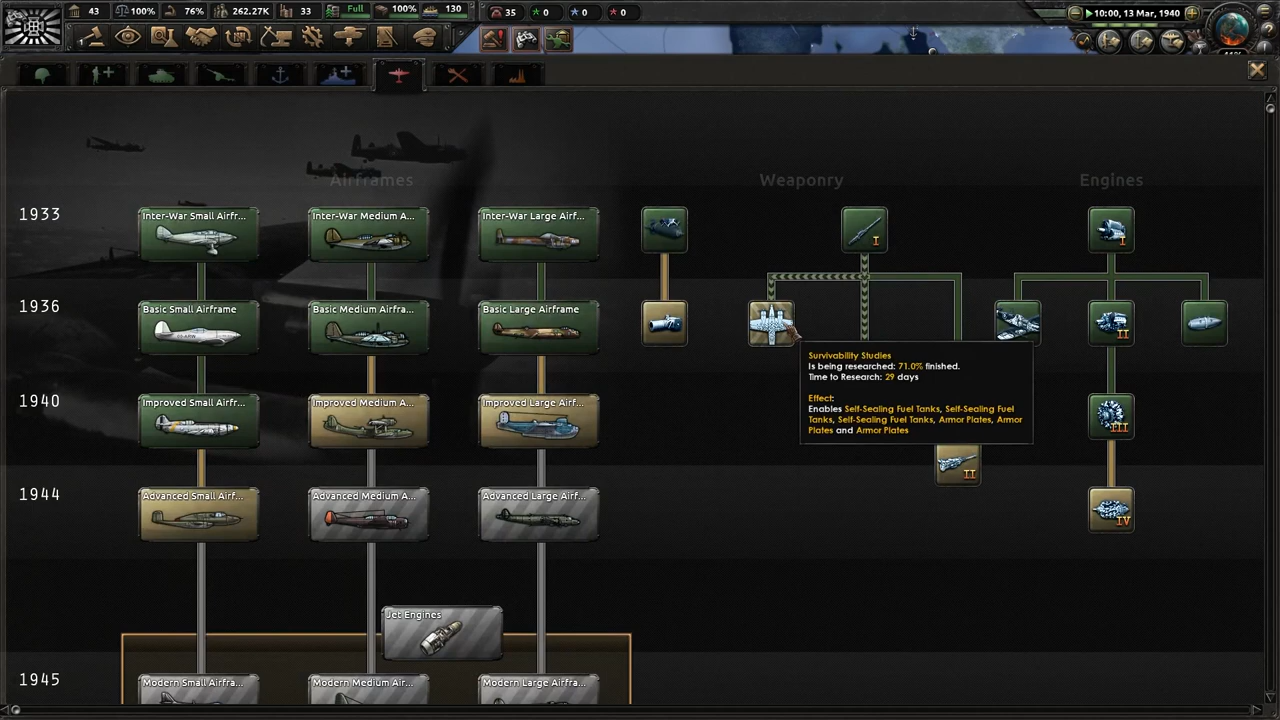 43 100% 76% 262.27K 33 Full 100% 130 35 0 0 0 10:00, 13 Mar, 1940
Airframes Weaponry Engines
1933
Inter-War Small Airfr... Inter-War Medium A... Inter-War Large Airf...
I I
1936
Basic Small Airframe Basic Medium Airfra... Basic Large Airframe
II
Survivability Studies
Is being researched: 71.0% finished.
Time to Research: 29 days
Effect:
Enables Self-Sealing Fuel Tanks, Self-Sealing Fuel
Tanks, Self-Sealing Fuel Tanks, Armor Plates, Armor
Plates and Armor Plates
1940
Improved Small Airf... Improved Medium A... Improved Large Airf...
III
II
1944
Advanced Small Airf... Advanced Medium A... Advanced Large Airf...
IV
Jet Engines
1945
Modern Small Airfra... Modern Medium Air... Modern Large Airfra...